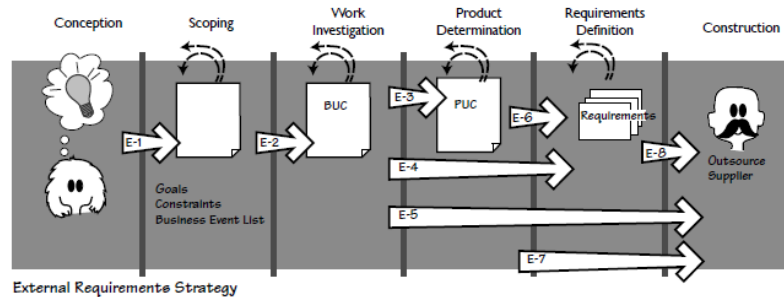 Conception
Scoping
Work
Investigation
Product
Determination
Requirements
Definition
Construction
E-1
E-2
BUC
E-3
PUC
E-6
Requirements
E-8
E-4
Outsource
Supplier
Goals
Constraints
Business Event List
E-5
E-7
External Requirements Strategy